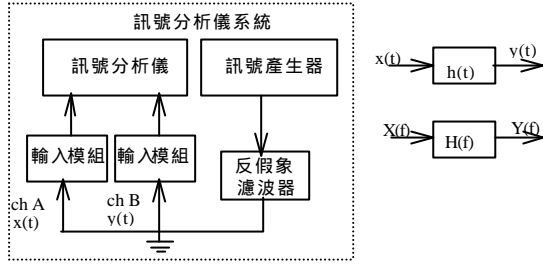 訊號分析儀系統
訊號分析儀
訊號產生器
輸入模組
輸入模組
反假象
濾波器
ch A
x(t)
ch B
y(t)
x(t)
h(t)
y(t)
X(f)
H(f)
Y(f)